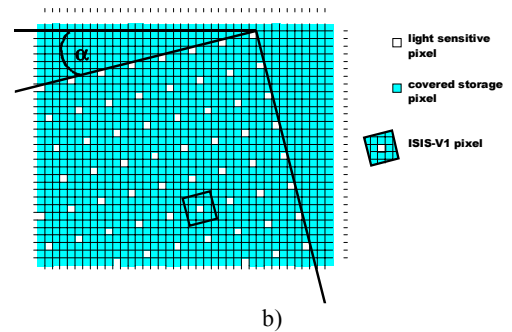 α
light sensitive
pixel
covered storage
pixel
ISIS-V1 pixel
b)